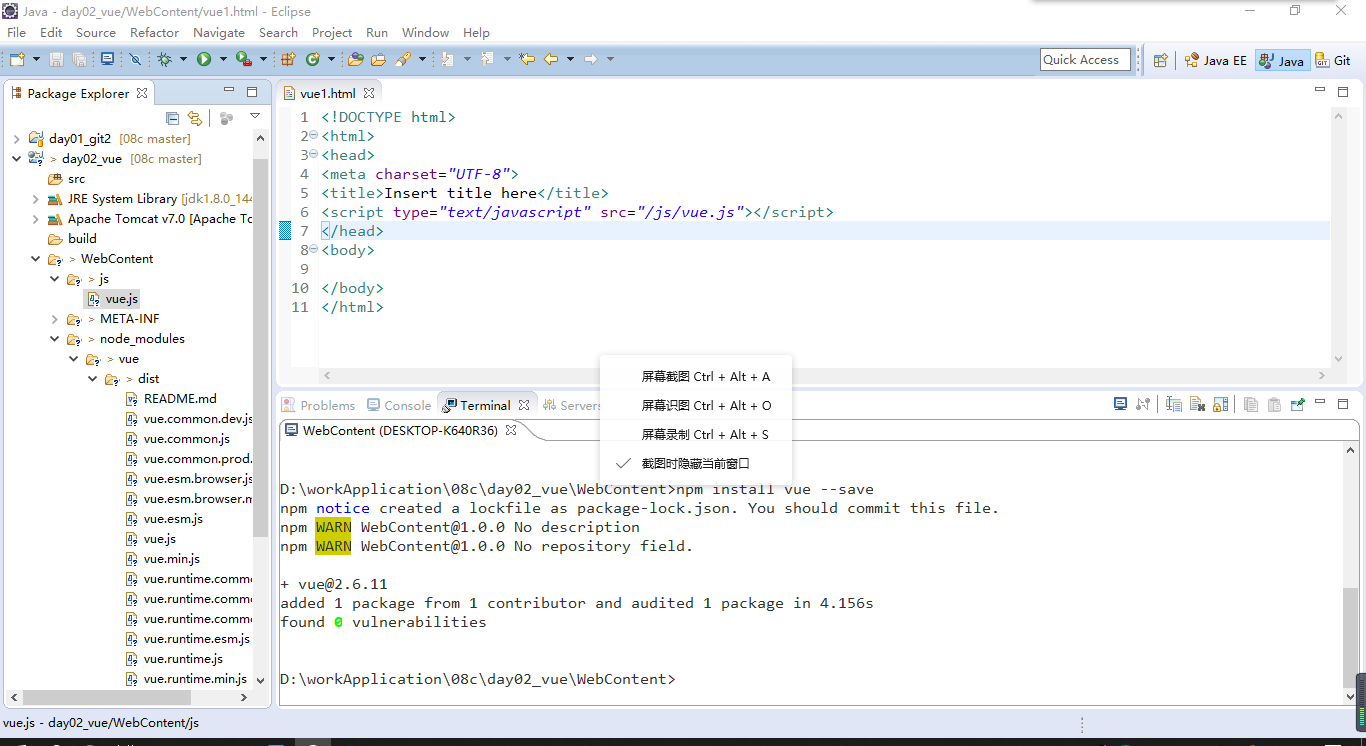 Java - day02_vue/WebContent/vue1.html - Eclipse
File Edit Source Refactor Navigate Search Project Run Window Help
Quick Access
Java EE
Java
Git
Package Explorer
day01_git2 [08c master]
> day02_vue [08c master]
src
JRE System Library [jdk1.8.0_144
Apache Tomcat v7.0 [Apache Tc
build
> WebContent
> js
vue.js
> META-INF
> node_modules
> vue
> dist
README.md
vue.common.dev.js
vue.common.js
vue.common.prod.
vue.esm.browser.js
vue.esm.browser.m
vue.esm.js
vue.js
vue.min.js
vue.runtime.comm
vue.runtime.comm
vue.runtime.comm
vue.runtime.esm.js
vue.runtime.js
vue.runtime.min.js
vue1.html
1 <!DOCTYPE html>
2 <html>
3 <head>
4 <meta charset="UTF-8">
5 <title>Insert title here</title>
6 <script type="text/javascript" src="/js/vue.js"></script>
7 </head>
8 <body>
9
10 </body>
11 </html>
屏幕截图 Ctrl + Alt + A
屏幕识图 Ctrl + Alt + O
屏幕录制 Ctrl + Alt + S
截图时隐藏当前窗口
Problems Console Terminal Servers
WebContent (DESKTOP-K640R36)
D:\workApplication\08c\day02_vue\WebContent>npm install vue --save
npm notice created a lockfile as package-lock.json. You should commit this file.
npm WARN WebContent@1.0.0 No description
npm WARN WebContent@1.0.0 No repository field.
+ vue@2.6.11
added 1 package from 1 contributor and audited 1 package in 4.156s
found 0 vulnerabilities
D:\workApplication\08c\day02_vue\WebContent>
vue.js - day02_vue/WebContent/js